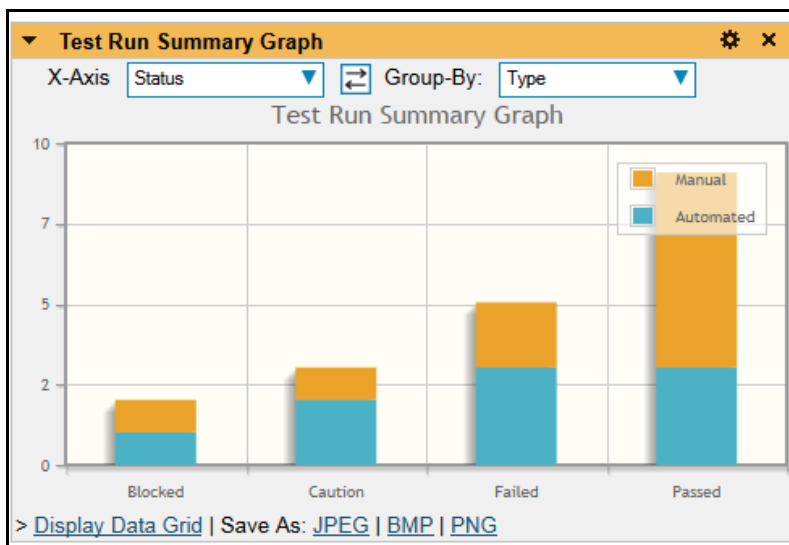 Test Run Summary Graph
X-Axis Status Group-By: Type
Test Run Summary Graph
10
Manual
Automated
7
5
2
0
Blocked Caution Failed Passed
> Display Data Grid | Save As: JPEG | BMP | PNG